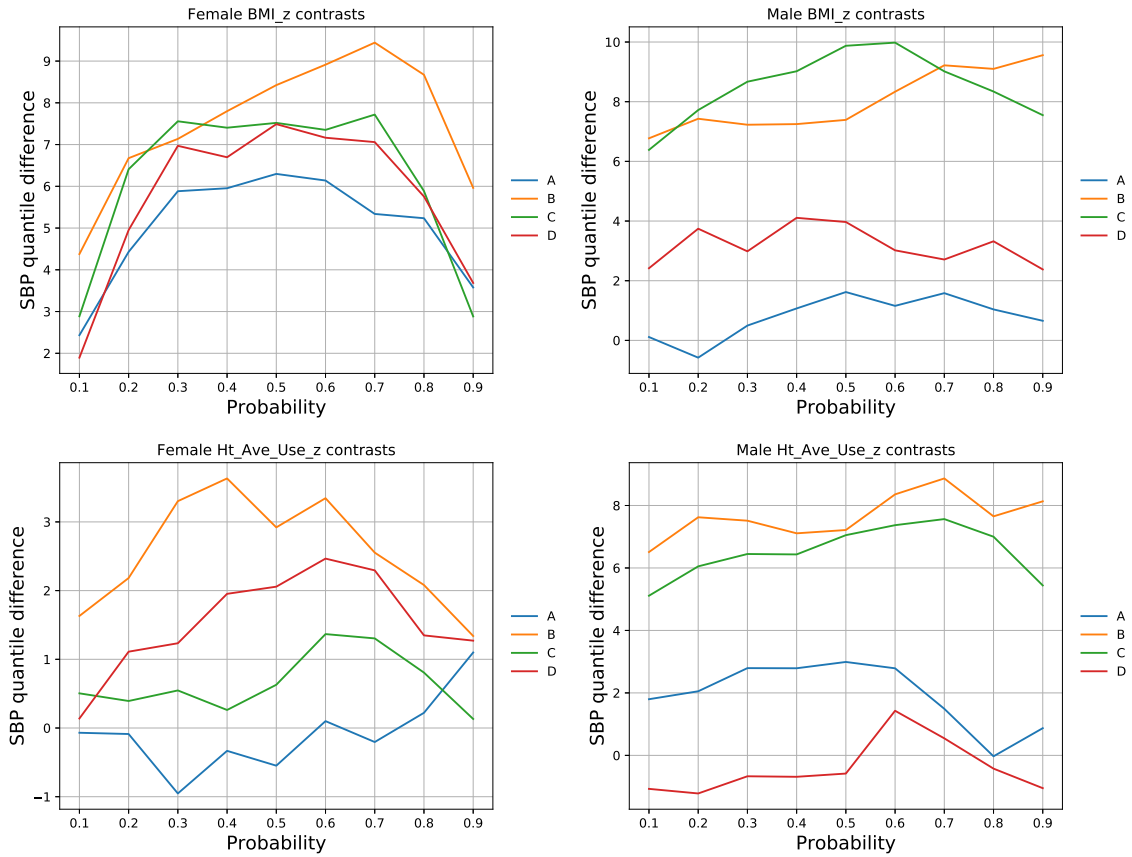 Female BMI_z contrasts
SBP quantile difference
9
8
7
6
5
4
3
2
0.1 0.2 0.3 0.4 0.5 0.6 0.7 0.8 0.9
Probability
A
B
C
D
Male BMI_z contrasts
SBP quantile difference
10
8
6
4
2
0
0.1 0.2 0.3 0.4 0.5 0.6 0.7 0.8 0.9
Probability
A
B
C
D
Female Ht_Ave_Use_z contrasts
SBP quantile difference
3
2
1
0
−1
0.1 0.2 0.3 0.4 0.5 0.6 0.7 0.8 0.9
Probability
A
B
C
D
Male Ht_Ave_Use_z contrasts
SBP quantile difference
8
6
4
2
0
0.1 0.2 0.3 0.4 0.5 0.6 0.7 0.8 0.9
Probability
A
B
C
D